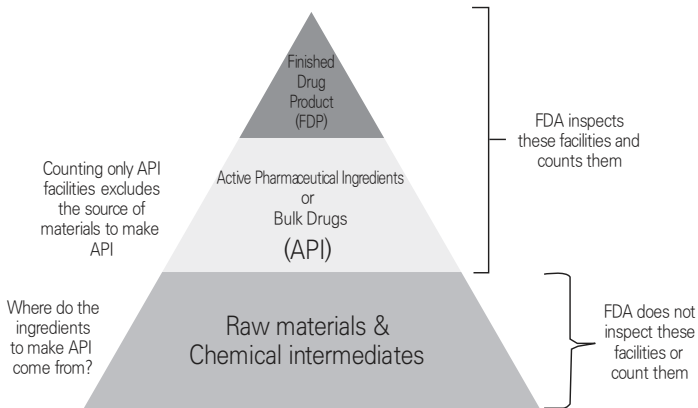 Finished
Drug
Product
(FDP)
FDA inspects
these facilities and
counts them
Counting only API
facilities excludes
the source of
materials to make
API
Active Pharmaceutical Ingredients
or
Bulk Drugs
(API)
Where do the
ingredients
to make API
come from?
Raw materials &
Chemical intermediates
FDA does not
inspect these
facilities or
count them